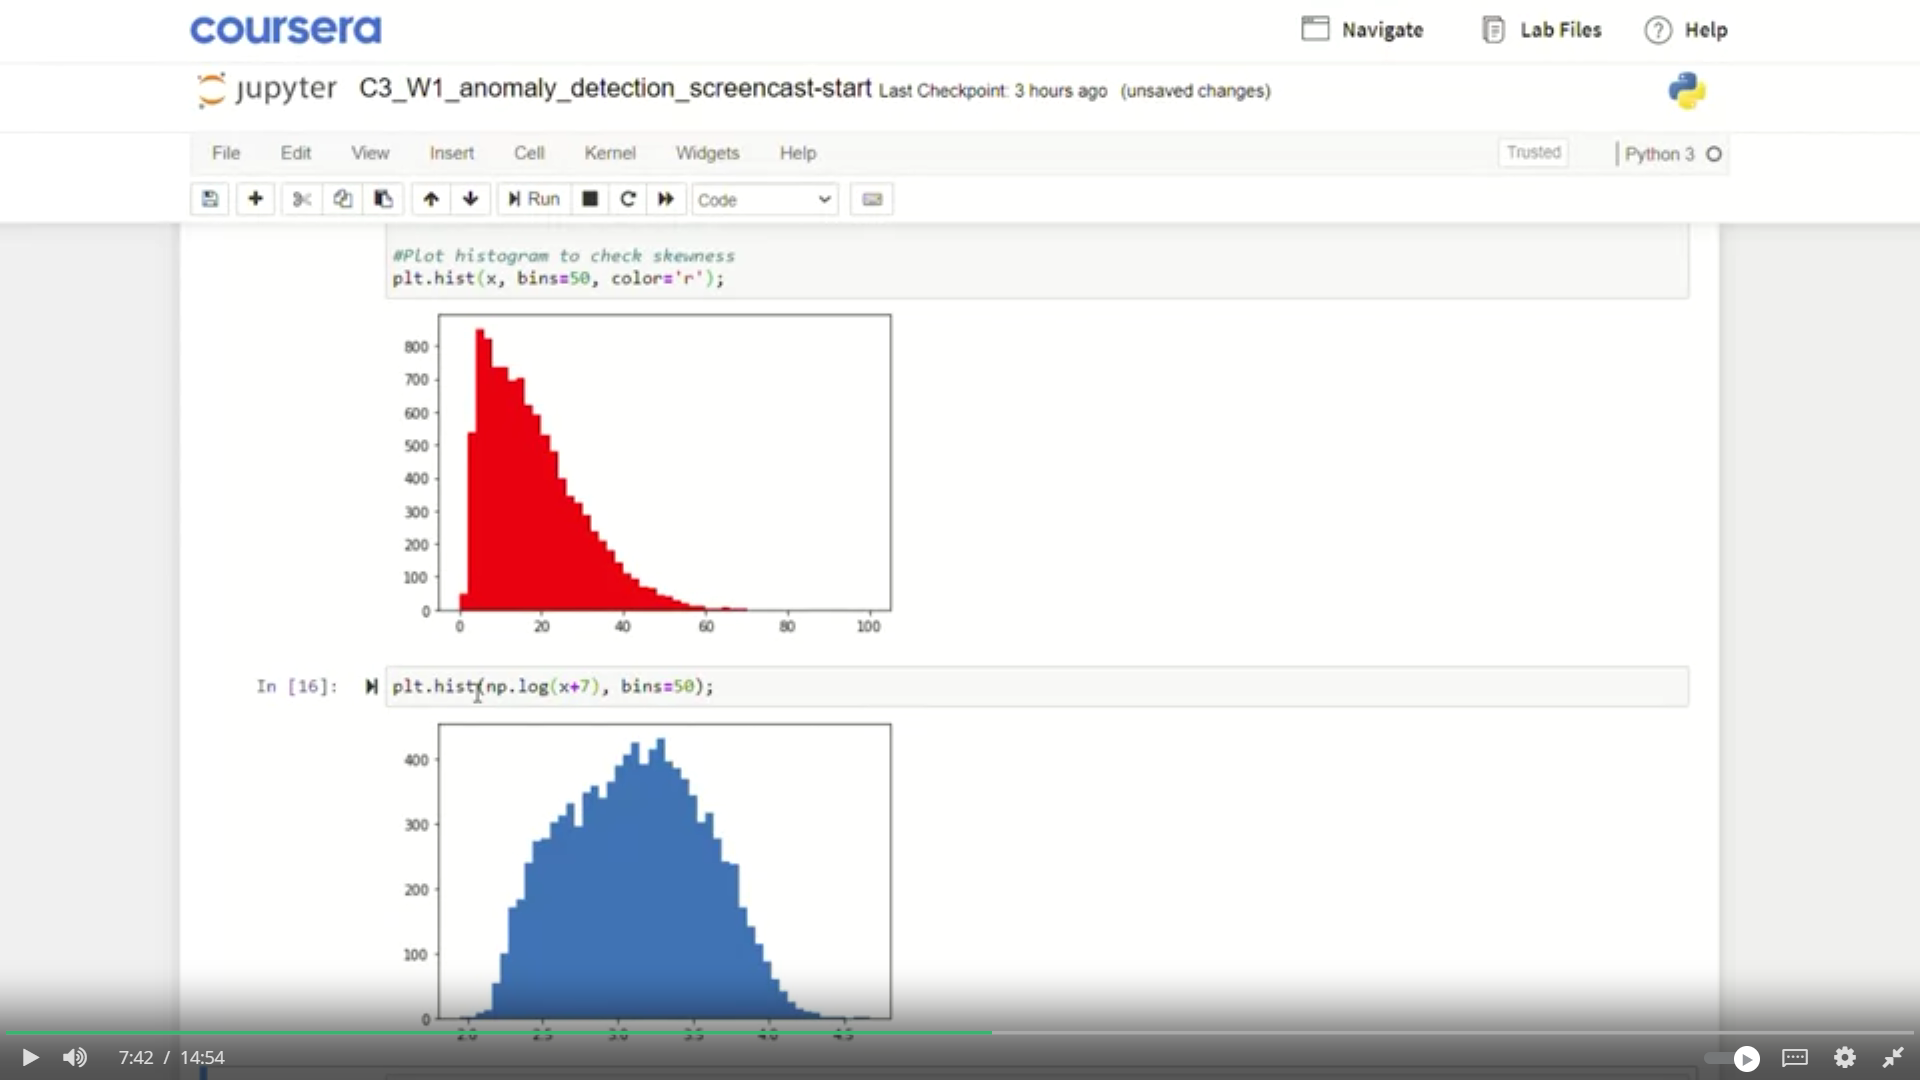 coursera
Navigate
Lab Files
? Help
jupyter C3_W1_anomaly_detection_screencast-start Last Checkpoint: 3 hours ago (unsaved changes)
File Edit View Insert Cell Kernel Widgets Help
Trusted
Python 3
Run
Code
#Plot histogram to check skewness
plt.hist(x, bins=50, color='r');
800
700
600
500
400
300
200
100
0
0 20 40 60 80 100
In [16]:
plt.hist(np.log(x+7), bins=50);
400
300
200
100
0
2.0 2.5 3.0 3.5 4.0 4.5
7:42 / 14:54